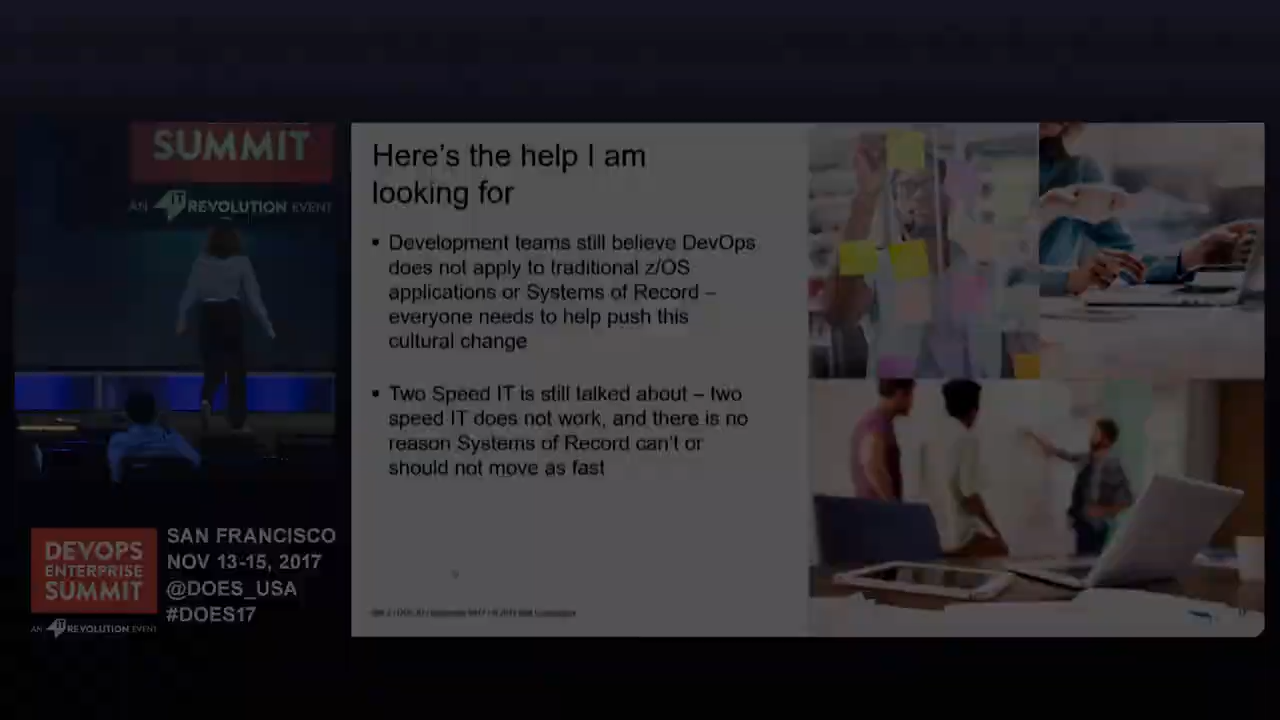 SUMMIT
AN IT REVOLUTION EVENT
Here's the help I am
looking for
▪ Development teams still believe DevOps
does not apply to traditional z/OS
applications or Systems of Record –
everyone needs to help push this
cultural change
▪ Two Speed IT is still talked about – two
speed IT does not work, and there is no
reason Systems of Record can't or
should not move as fast
DEVOPS
ENTERPRISE
SUMMIT
AN IT REVOLUTION EVENT
SAN FRANCISCO
NOV 13-15, 2017
@DOES_USA
#DOES17